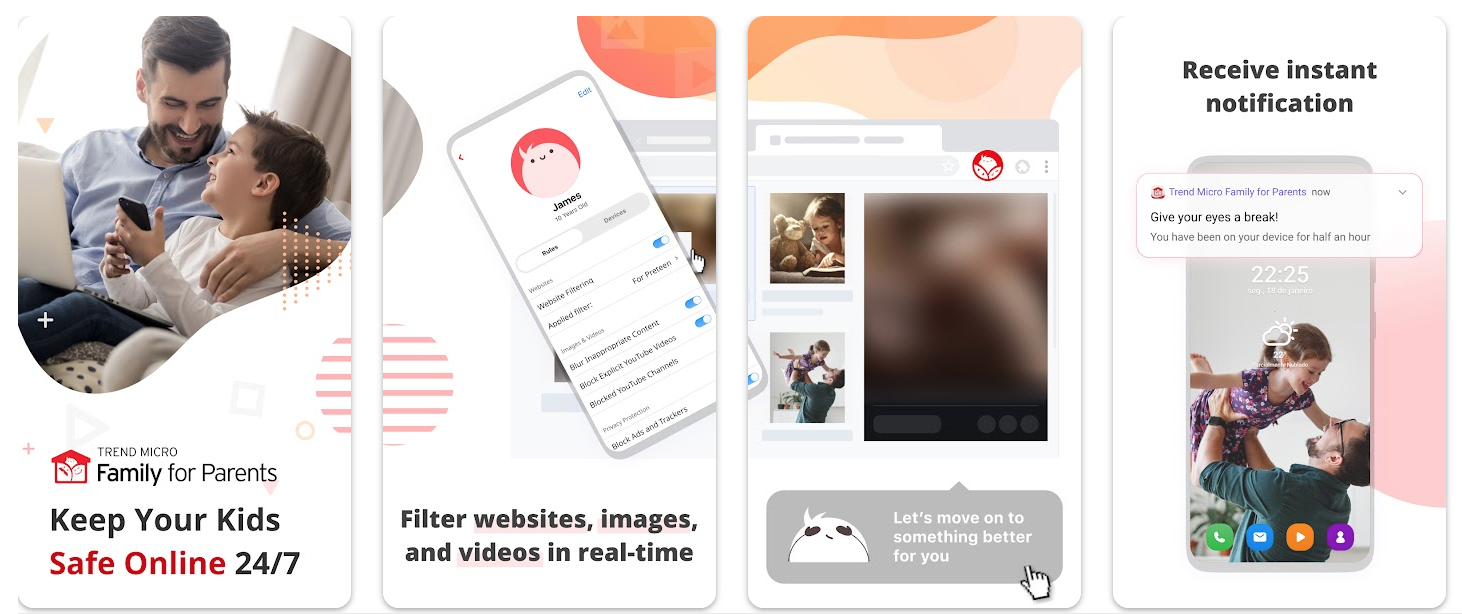 TREND MICRO
Family for Parents
Keep Your Kids
Safe Online 24/7
Edit
James
10 Years Old
Rules
Devices
Websites
Website Filtering
Applied filter:
For Preteen
Images & Videos
Blur Inappropriate Content
Block Explicit YouTube Videos
Blocked YouTube Channels
Privacy Protection
Block Ads and Trackers
Filter websites, images,
and videos in real-time
Let's move on to
something better
for you
Receive instant
notification
Trend Micro Family for Parents now
Give your eyes a break!
You have been on your device for half an hour
22:25
seg., 18 de janeiro
22°